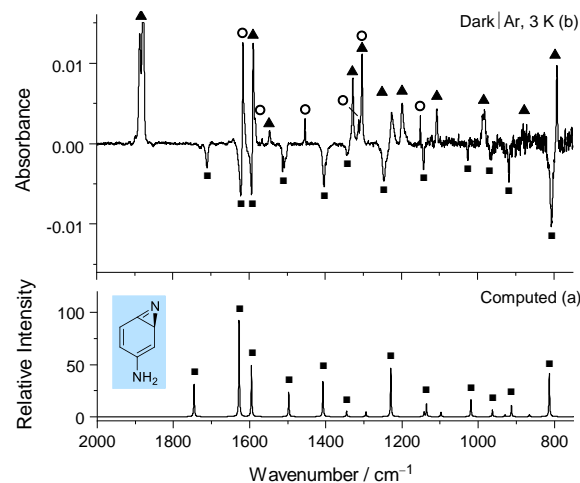 Dark | Ar, 3 K (b)
0.01
0.00
-0.01
Absorbance
Computed (a)
100
50
0
Relative Intensity
N
NH₂
2000 1800 1600 1400 1200 1000 800
Wavenumber / cm⁻¹